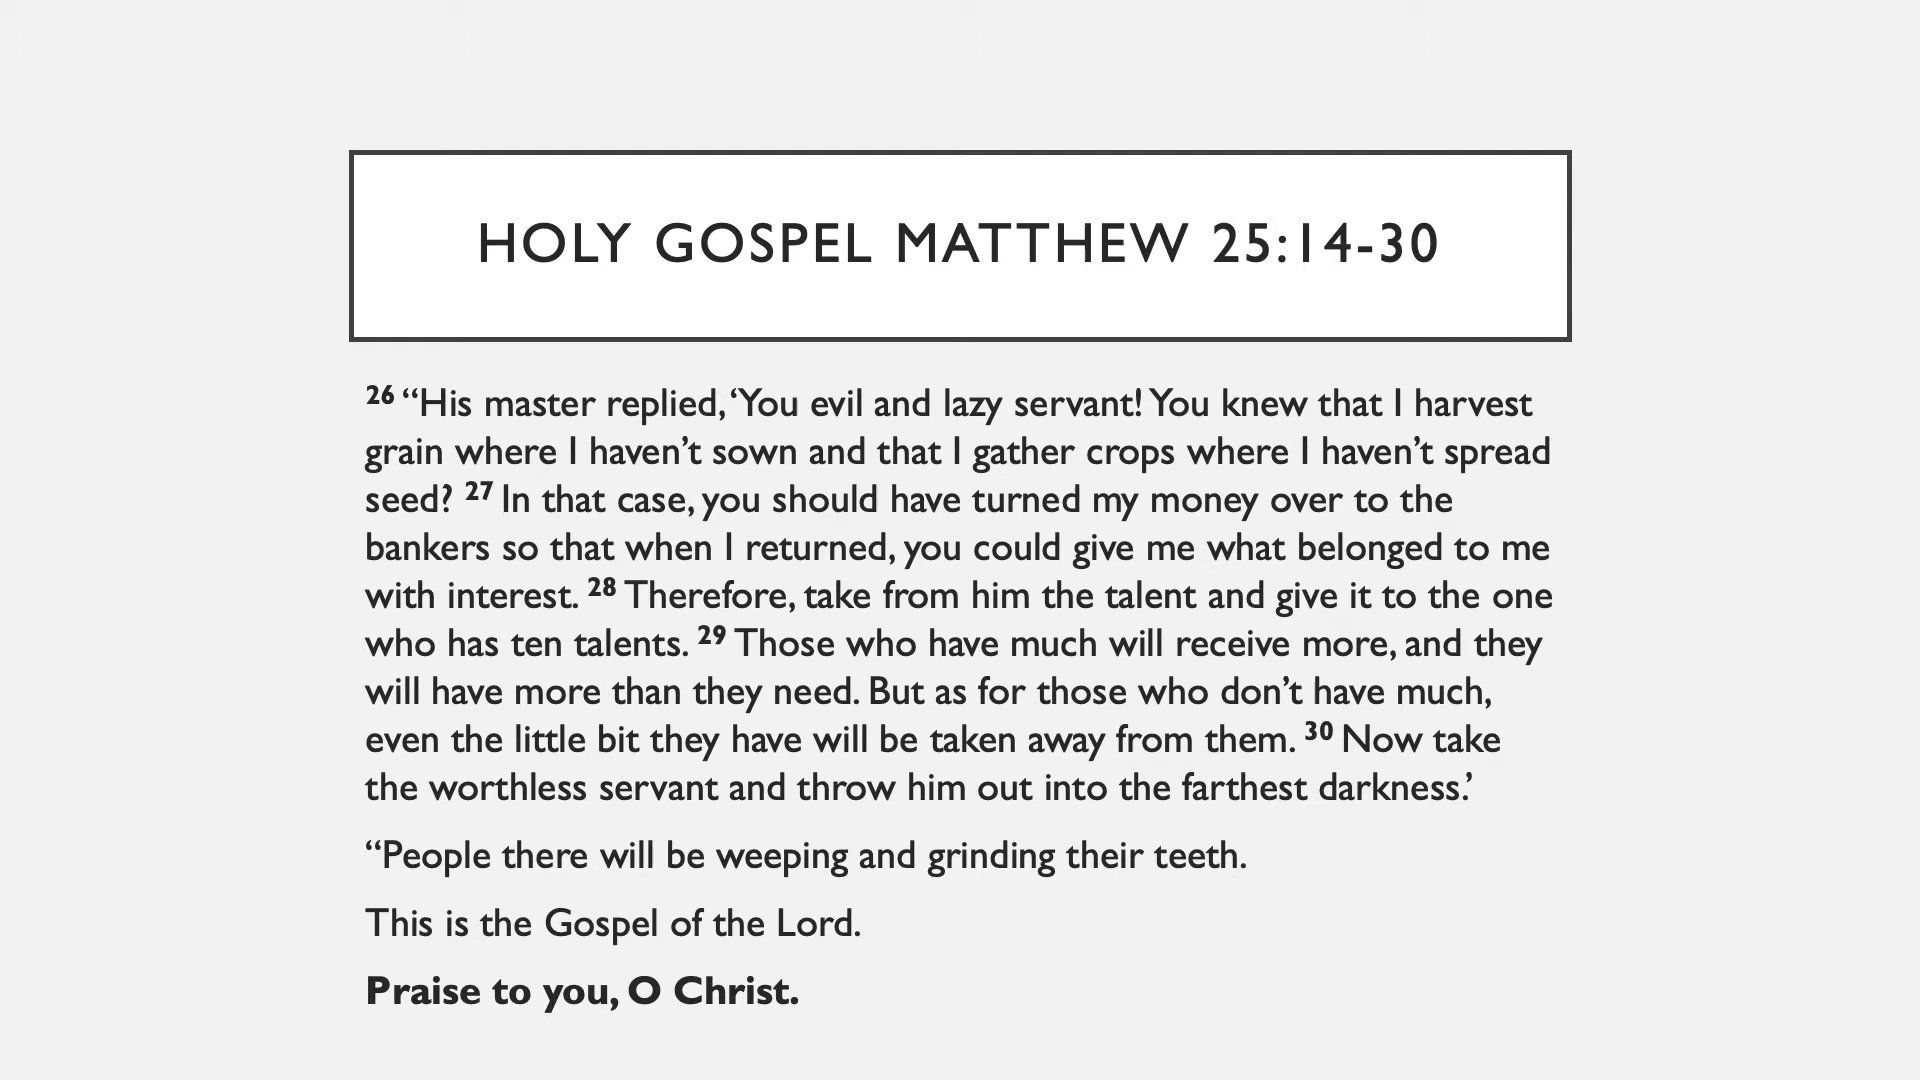 HOLY GOSPEL MATTHEW 25:14-30
26 “His master replied, ‘You evil and lazy servant! You knew that I harvest
grain where I haven’t sown and that I gather crops where I haven’t spread
seed? 27 In that case, you should have turned my money over to the
bankers so that when I returned, you could give me what belonged to me
with interest. 28 Therefore, take from him the talent and give it to the one
who has ten talents. 29 Those who have much will receive more, and they
will have more than they need. But as for those who don’t have much,
even the little bit they have will be taken away from them. 30 Now take
the worthless servant and throw him out into the farthest darkness.’
“People there will be weeping and grinding their teeth.
This is the Gospel of the Lord.
Praise to you, O Christ.